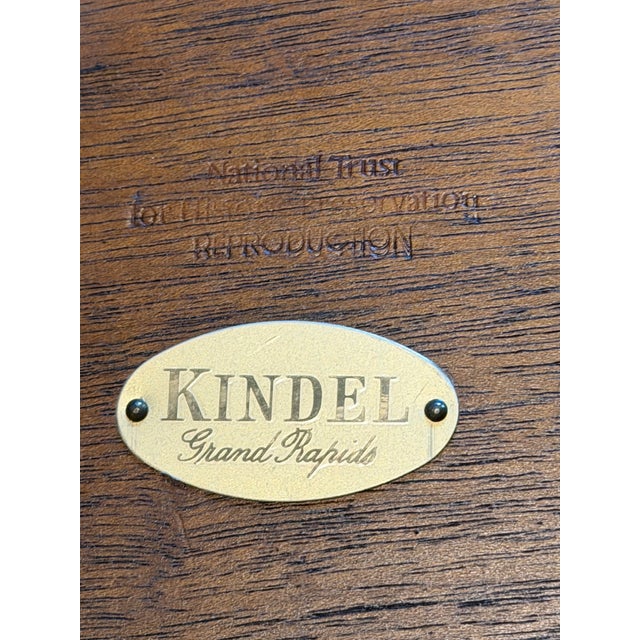 National Trust
for Historic Preservation
REPRODUCTION
KINDEL
Grand Rapids